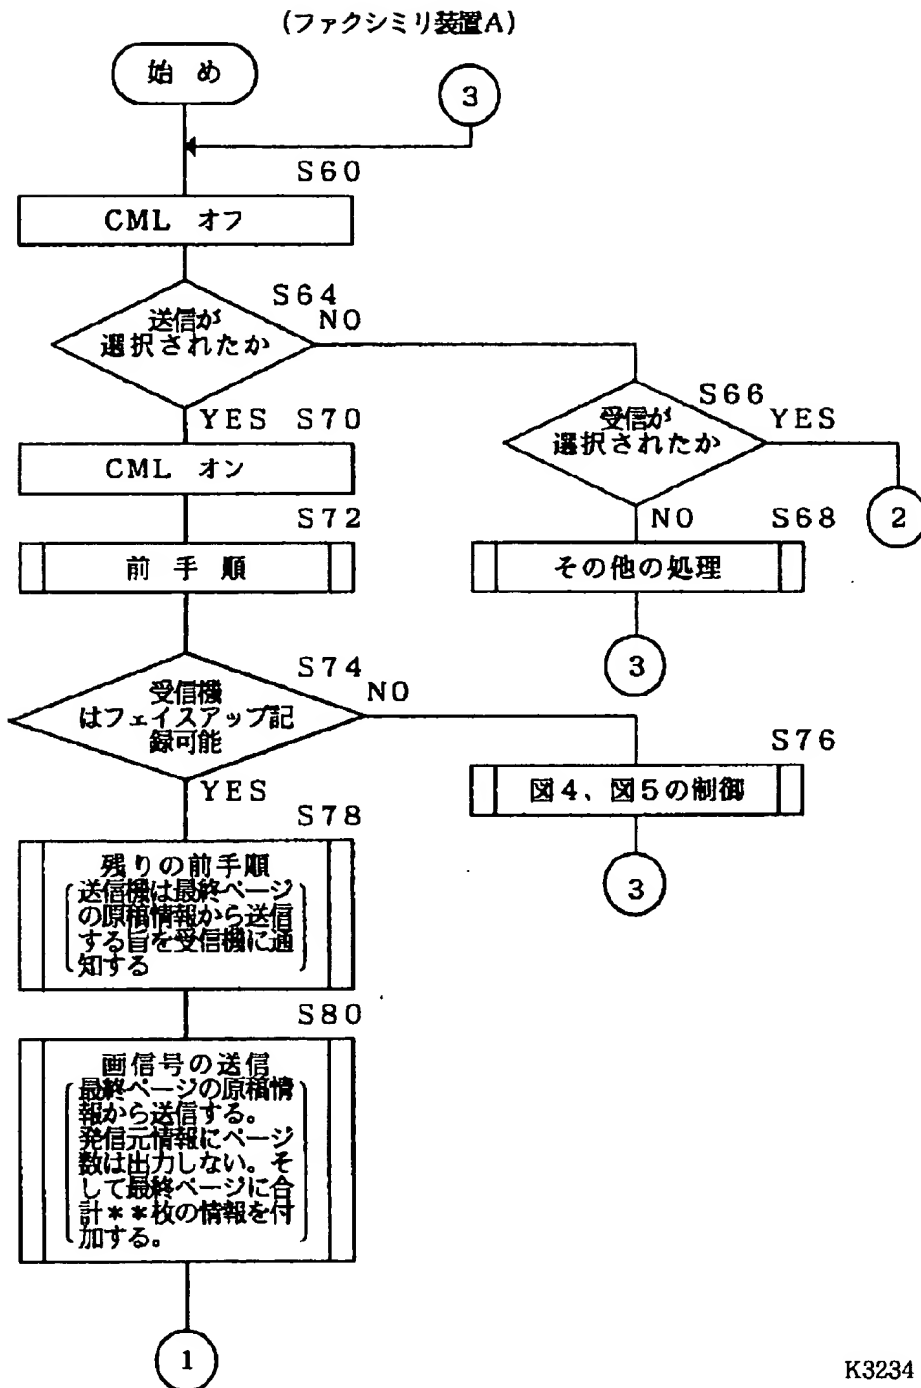 (ファクシミリ装置A)
始 め
3
S60
CML オフ
S64
送信が
選択されたか
NO
S66
受信が
選択されたか
YES
2
YES
S70
CML オン
NO
S68
その他の処理
3
S72
前 手 順
S74
受信機
はフェイスアップ記
録可能
NO
S76
図4、図5の制御
3
YES
S78
残りの前手順
送信機は最終ページ
の原稿情報から送信
する旨を受信機に通
知する
S80
画信号の送信
最終ページの原稿情
報から送信する。
発信元情報にページ
数は出力しない。そ
して最終ページに合
計**枚の情報を付
加する。
1
K3234